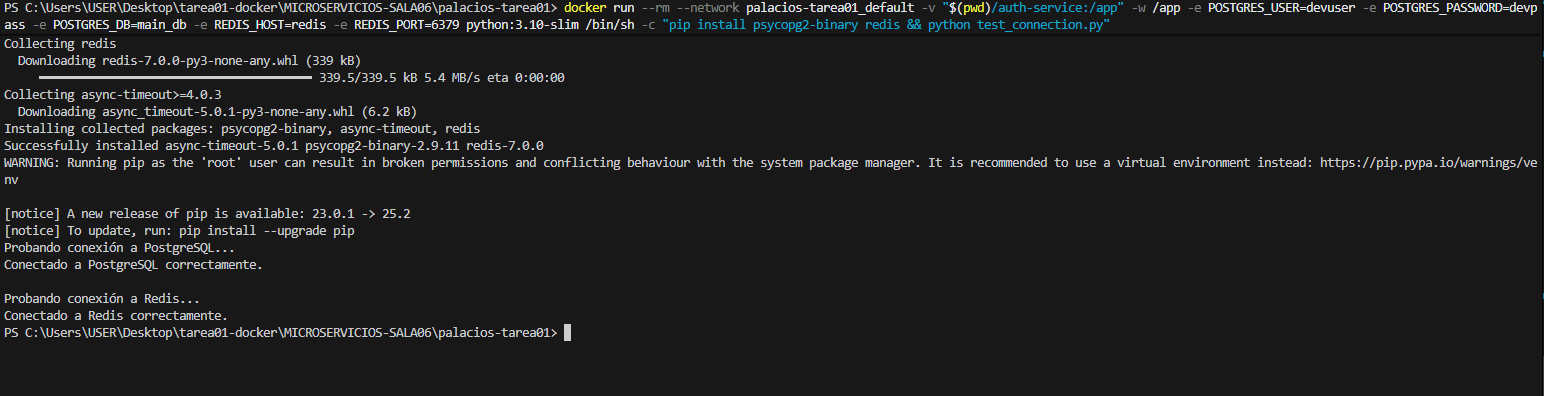 PS C:\Users\USER\Desktop\tarea01-docker\MICROSERVICIOS-SALA06\palacios-tarea01> docker run --rm --network palacios-tarea01_default -v "$(pwd)/auth-service:/app" -w /app -e POSTGRES_USER=devuser -e POSTGRES_PASSWORD=devp
ass -e POSTGRES_DB=main_db -e REDIS_HOST=redis -e REDIS_PORT=6379 python:3.10-slim /bin/sh -c "pip install psycopg2-binary redis && python test_connection.py"
Collecting redis
Downloading redis-7.0.0-py3-none-any.whl (339 kB)
339.5/339.5 kB 5.4 MB/s eta 0:00:00
Collecting async-timeout>=4.0.3
Downloading async_timeout-5.0.1-py3-none-any.whl (6.2 kB)
Installing collected packages: psycopg2-binary, async-timeout, redis
Successfully installed async-timeout-5.0.1 psycopg2-binary-2.9.11 redis-7.0.0
WARNING: Running pip as the 'root' user can result in broken permissions and conflicting behaviour with the system package manager. It is recommended to use a virtual environment instead: https://pip.pypa.io/warnings/ve
nv
[notice] A new release of pip is available: 23.0.1 -> 25.2
[notice] To update, run: pip install --upgrade pip
Probando conexión a PostgreSQL...
Conectado a PostgreSQL correctamente.
Probando conexión a Redis...
Conectado a Redis correctamente.
PS C:\Users\USER\Desktop\tarea01-docker\MICROSERVICIOS-SALA06\palacios-tarea01>